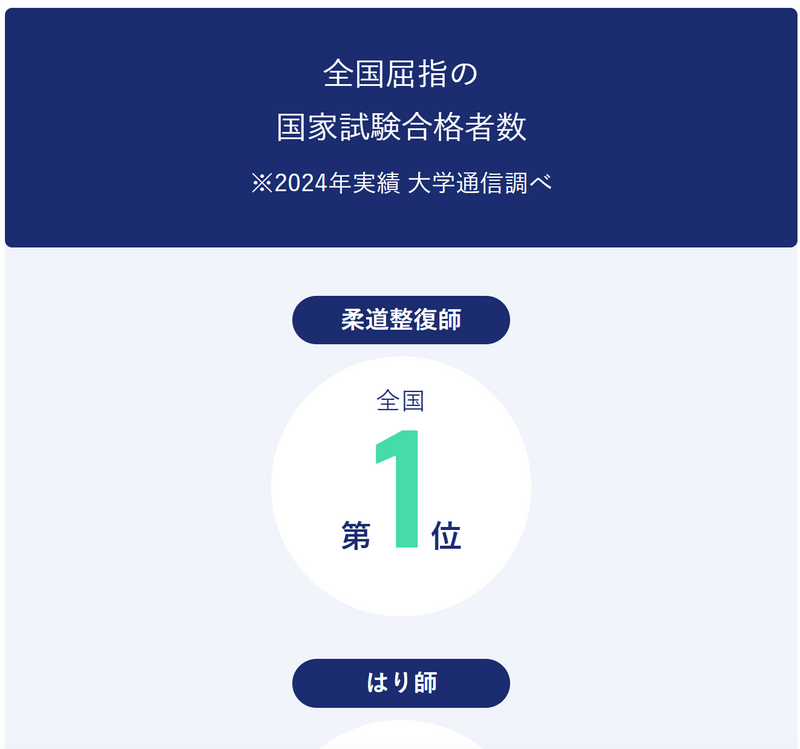 全国屈指の
国家試験合格者数
※2024年実績 大学通信調べ
柔道整復師
全国
第1位
はり師